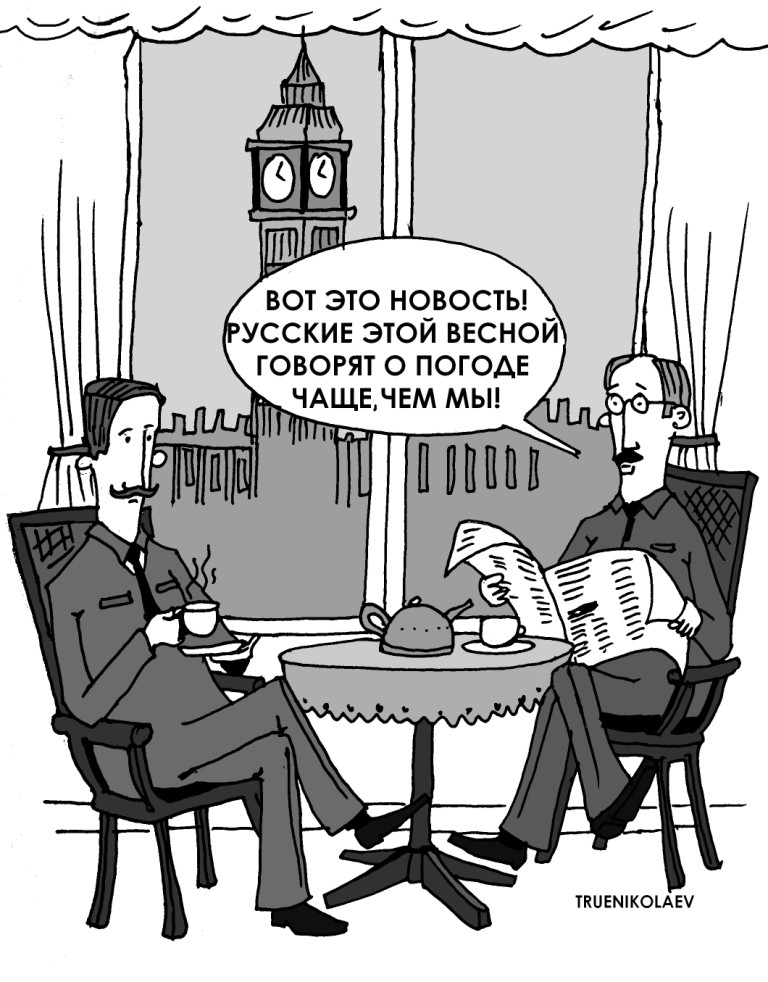 ВОТ ЭТО НОВОСТЬ!
РУССКИЕ ЭТОЙ ВЕСНОЙ
ГОВОРЯТ О ПОГОДЕ
ЧАЩЕ, ЧЕМ МЫ!
TRUENIKOLAEV